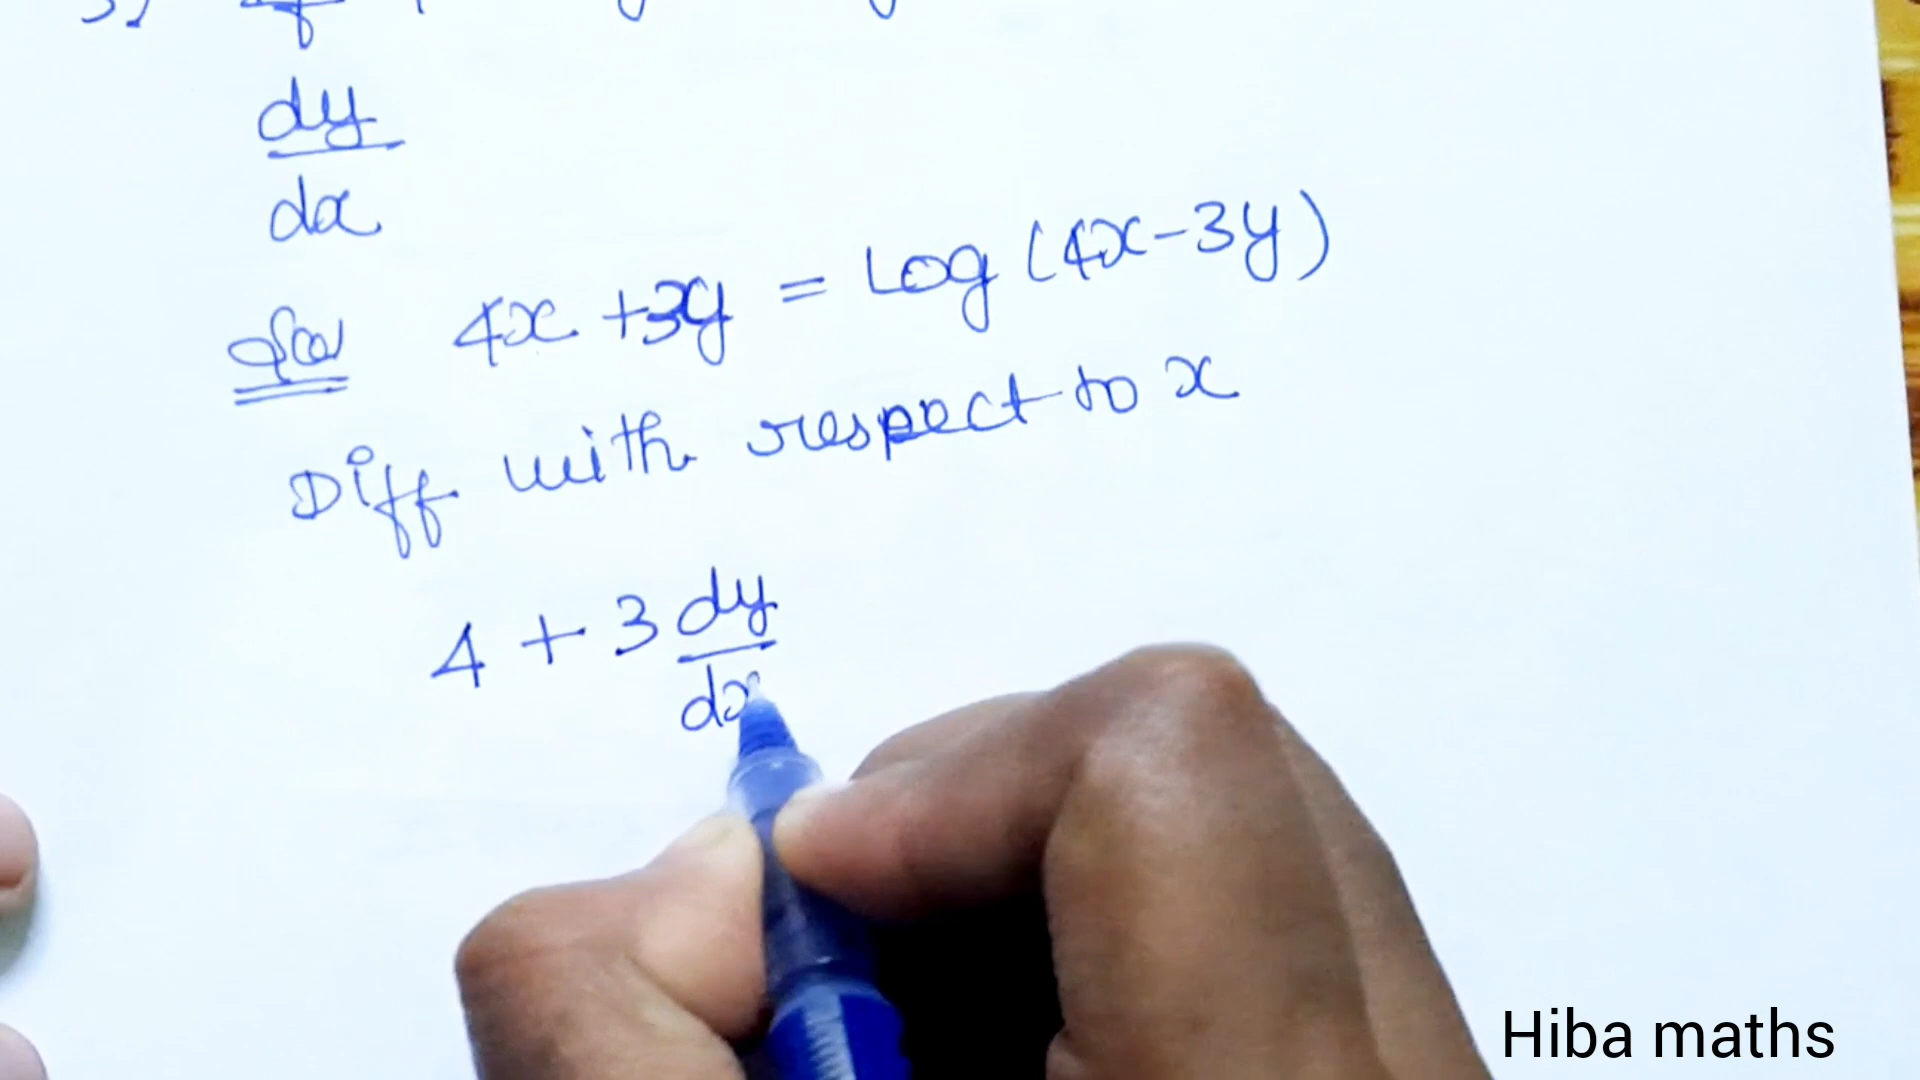 dy
dx
Sol 4x + 3y = Log (4x-3y)
Diff with respect to x
4 + 3 dy
dx
Hiba maths